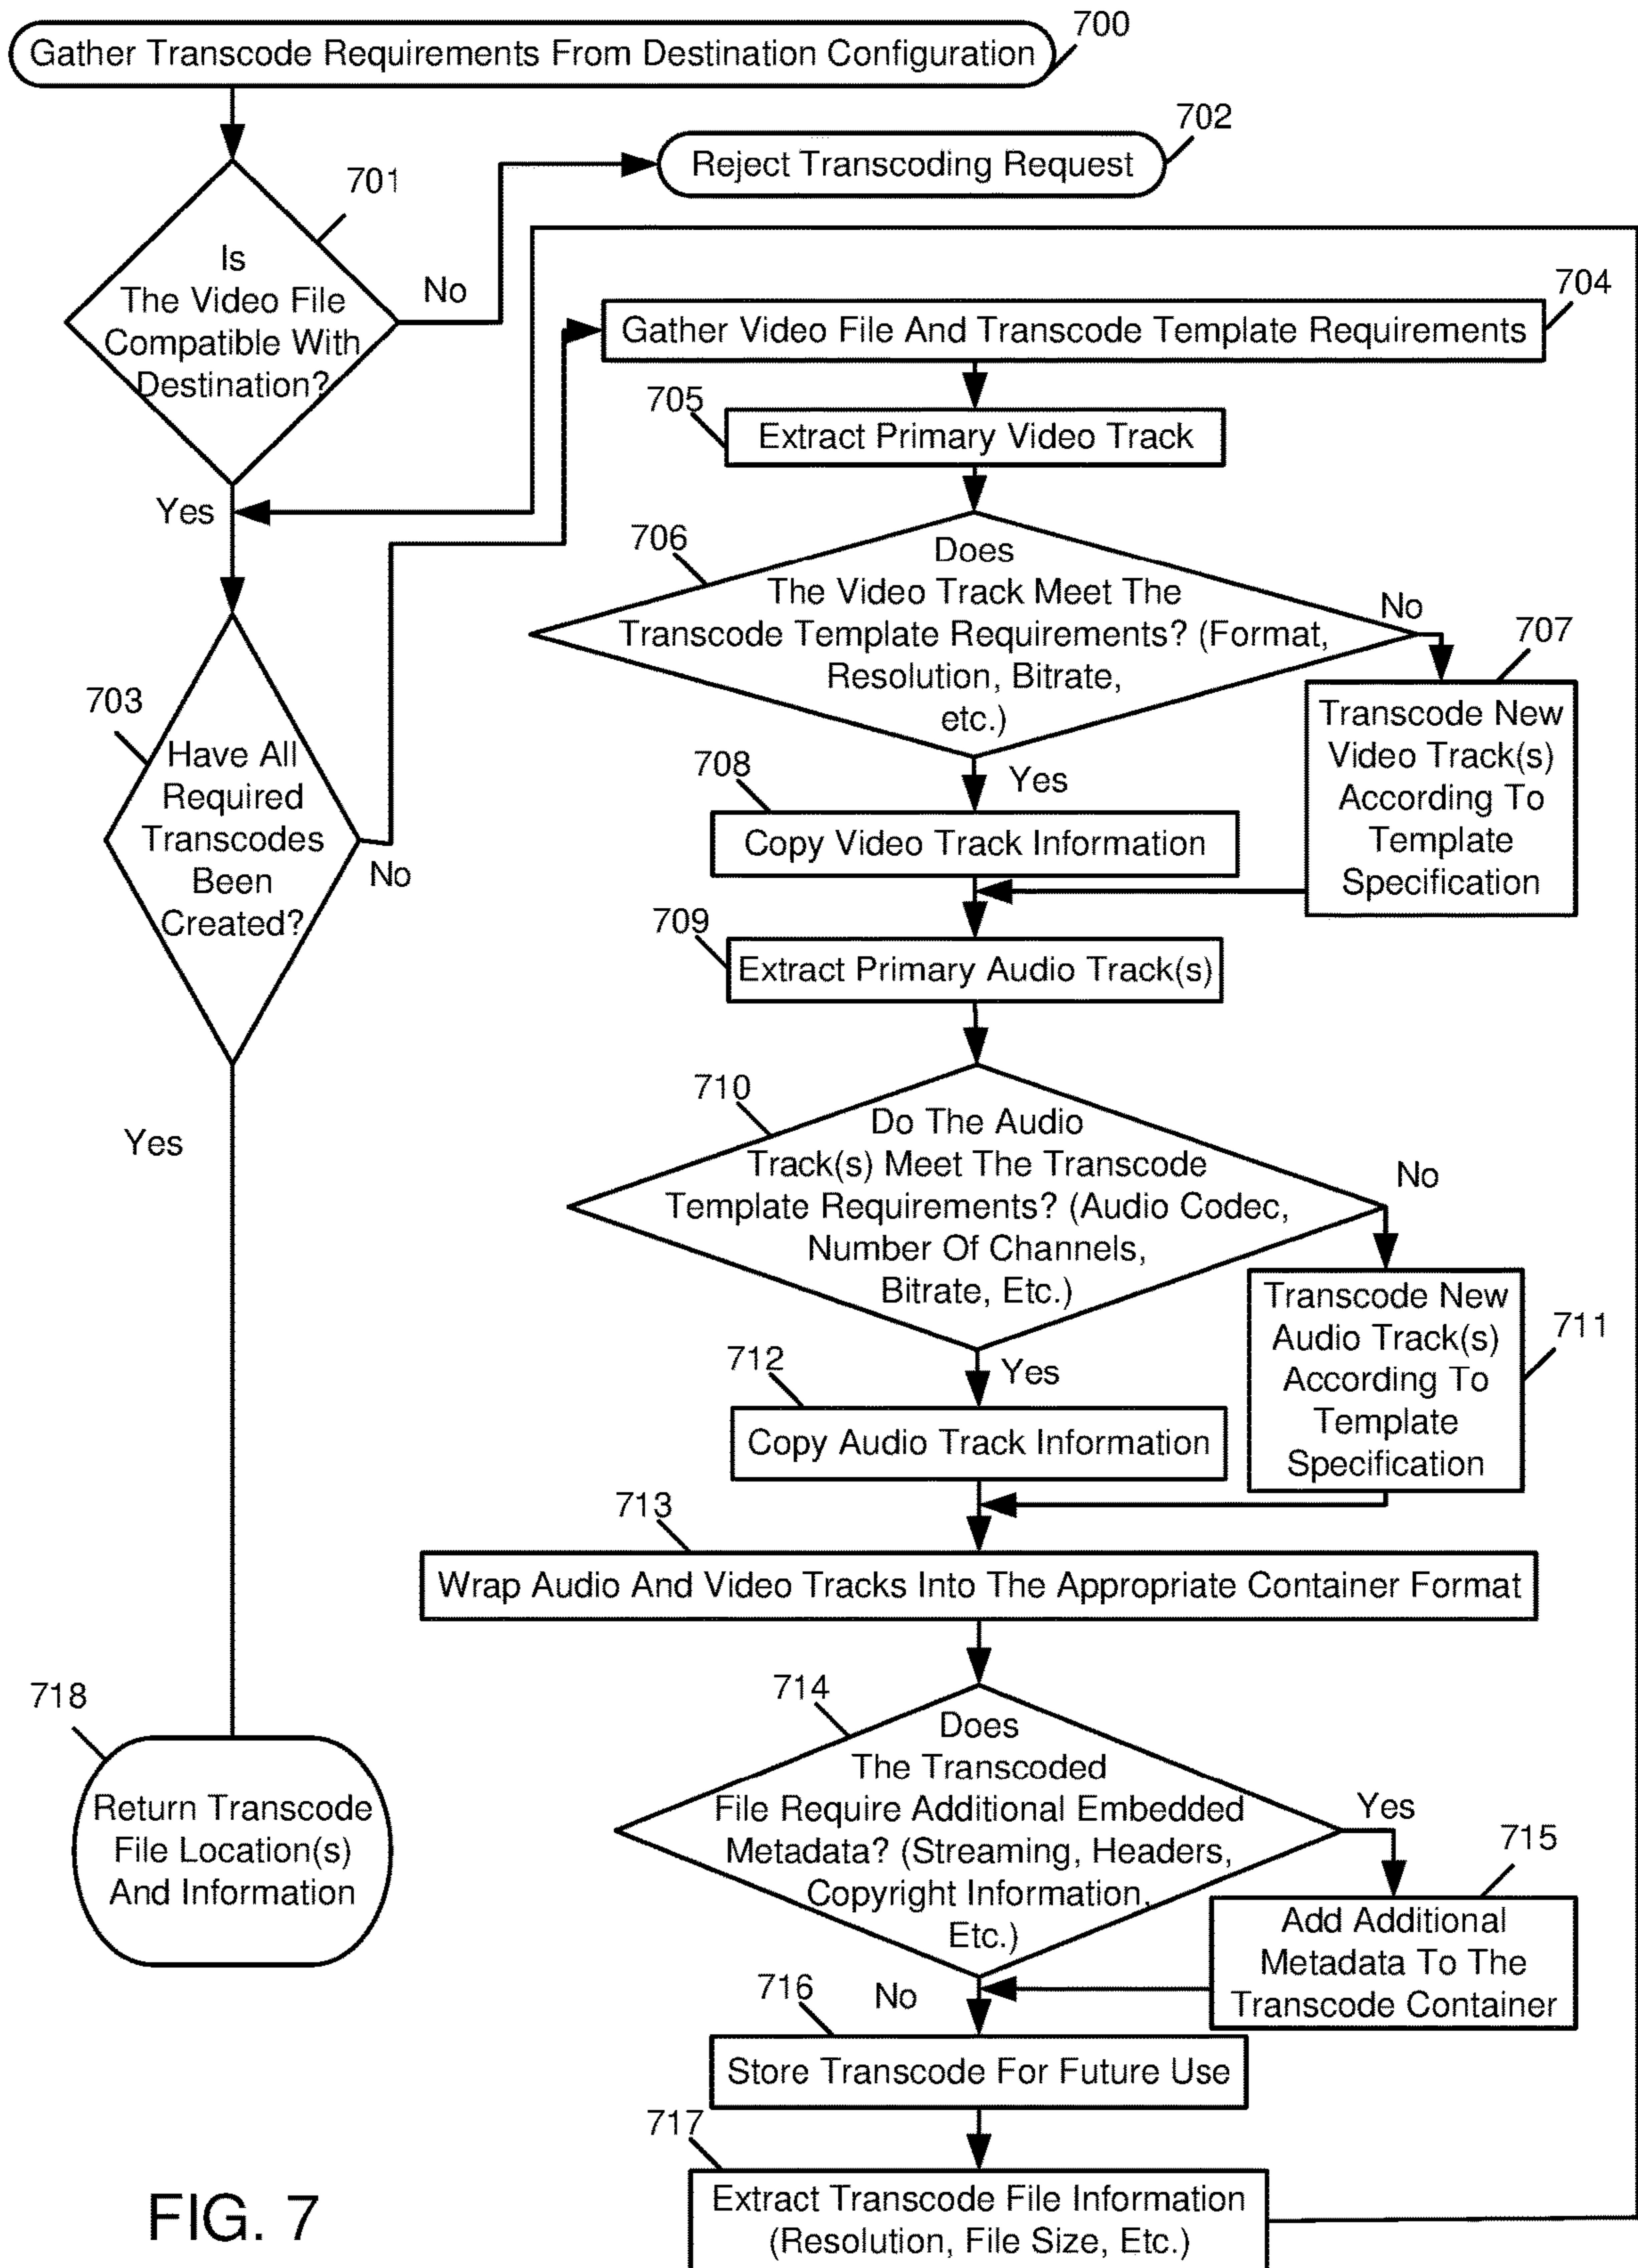 700
Gather Transcode Requirements From Destination Configuration
702
Reject Transcoding Request
701
Is
The Video File
Compatible With
Destination?
No
Yes
704
Gather Video File And Transcode Template Requirements
705
Extract Primary Video Track
706
Does
The Video Track Meet The
Transcode Template Requirements? (Format,
Resolution, Bitrate,
etc.)
No
707
Transcode New
Video Track(s)
According To
Template
Specification
703
Have All
Required
Transcodes
Been
Created?
No
Yes
708
Yes
Copy Video Track Information
709
Extract Primary Audio Track(s)
710
Do The Audio
Track(s) Meet The Transcode
Template Requirements? (Audio Codec,
Number Of Channels,
Bitrate, Etc.)
No
711
Transcode New
Audio Track(s)
According To
Template
Specification
712
Yes
Copy Audio Track Information
713
Wrap Audio And Video Tracks Into The Appropriate Container Format
714
Does
The Transcoded
File Require Additional Embedded
Metadata? (Streaming, Headers,
Copyright Information,
Etc.)
Yes
715
Add Additional
Metadata To The
Transcode Container
718
Return Transcode
File Location(s)
And Information
No
716
Store Transcode For Future Use
717
Extract Transcode File Information
(Resolution, File Size, Etc.)
FIG. 7